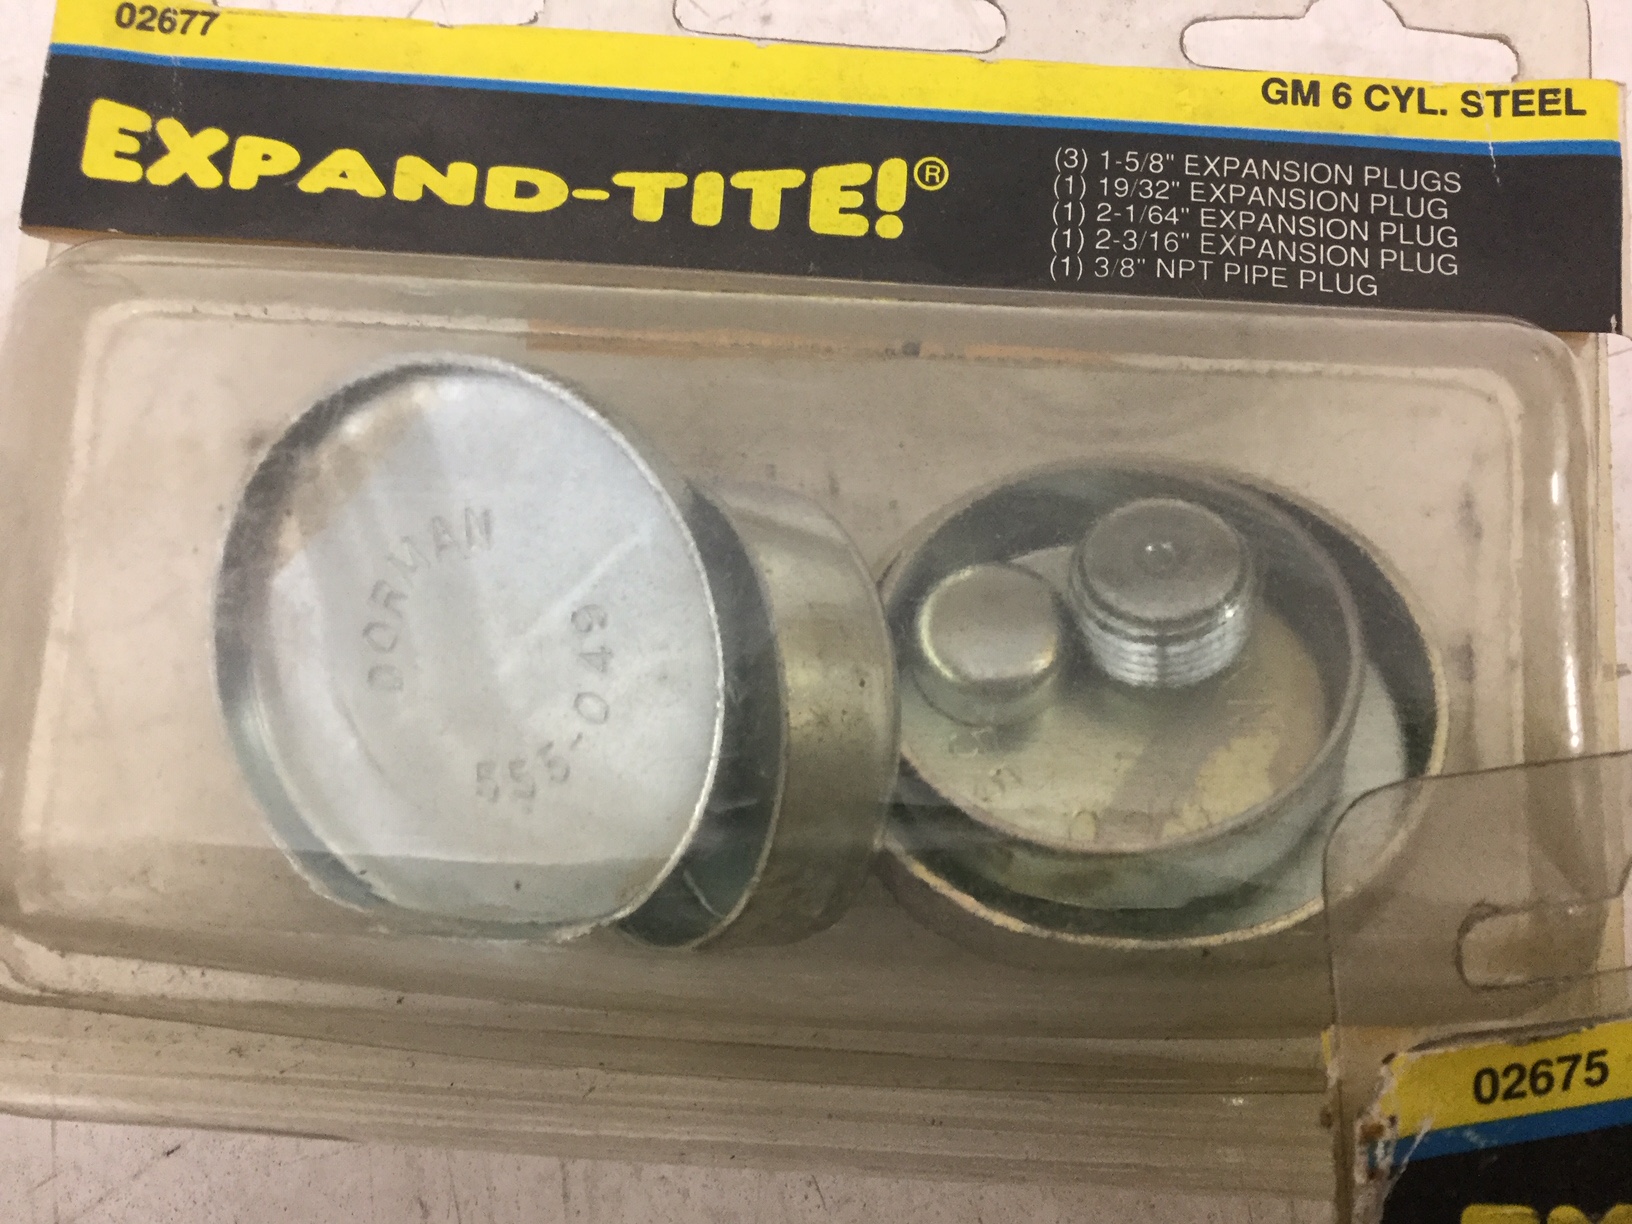 02677
GM 6 CYL. STEEL
EXPAND-TITE!®
(3) 1-5/8" EXPANSION PLUGS
(1) 19/32" EXPANSION PLUG
(1) 2-1/64" EXPANSION PLUG
(1) 2-3/16" EXPANSION PLUG
(1) 3/8" NPT PIPE PLUG
DORMAN
555-049
02675